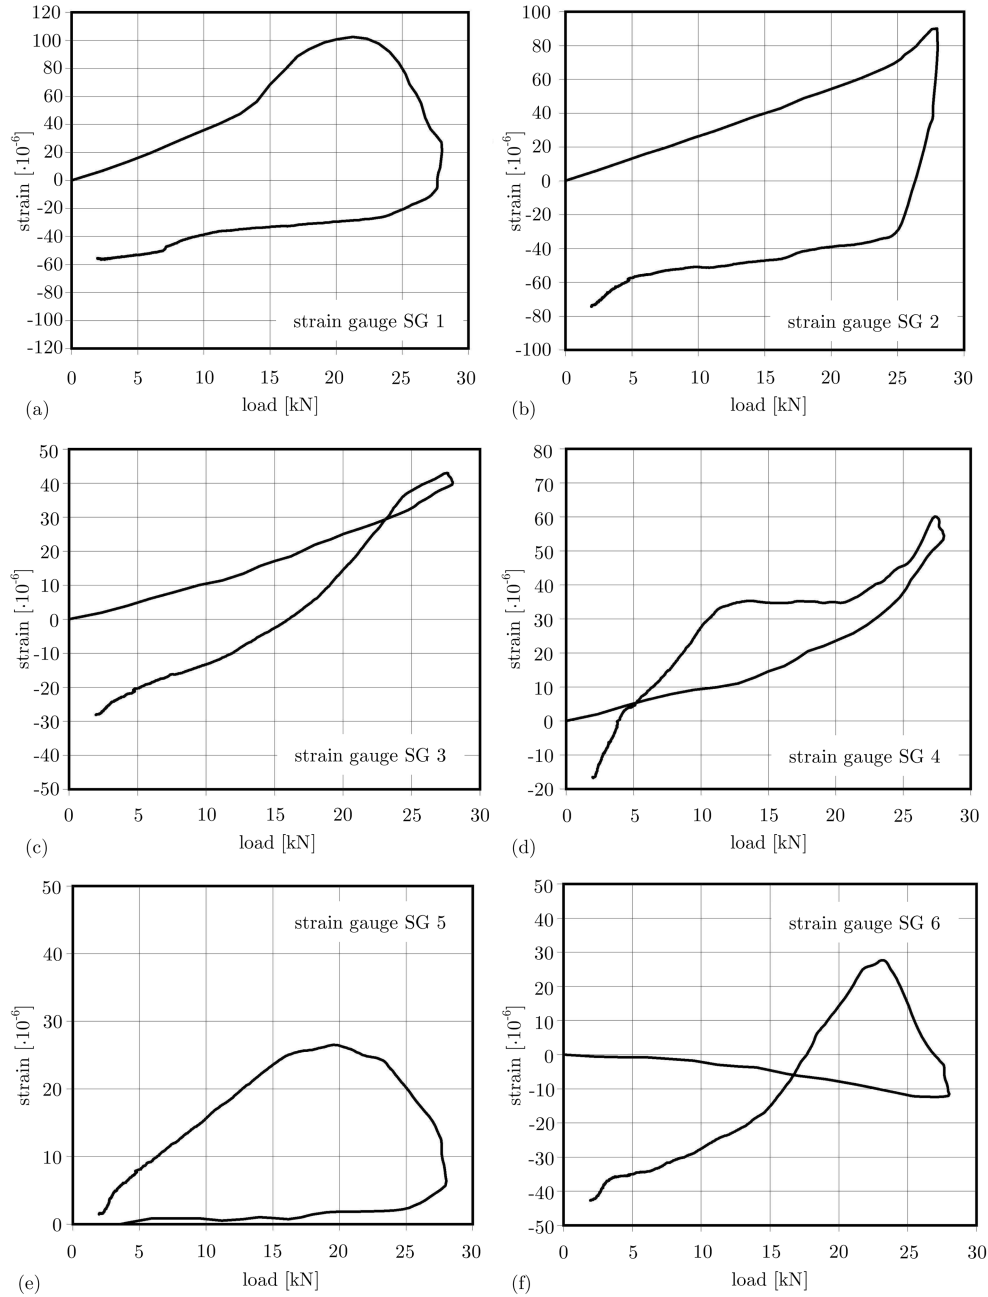 120
100
80
60
40
20
0
-20
-40
-60
-80
-100
-120
strain [·10⁻⁶]
strain gauge SG 1
0 5 10 15 20 25 30
load [kN]
(a)
100
80
60
40
20
0
-20
-40
-60
-80
-100
strain [·10⁻⁶]
strain gauge SG 2
0 5 10 15 20 25 30
load [kN]
(b)
50
40
30
20
10
0
-10
-20
-30
-40
-50
strain [·10⁻⁶]
strain gauge SG 3
0 5 10 15 20 25 30
load [kN]
(c)
80
70
60
50
40
30
20
10
0
-10
-20
strain [·10⁻⁶]
strain gauge SG 4
0 5 10 15 20 25 30
load [kN]
(d)
50
40
30
20
10
0
strain [·10⁻⁶]
strain gauge SG 5
0 5 10 15 20 25 30
load [kN]
(e)
50
40
30
20
10
0
-10
-20
-30
-40
-50
strain [·10⁻⁶]
strain gauge SG 6
0 5 10 15 20 25 30
load [kN]
(f)